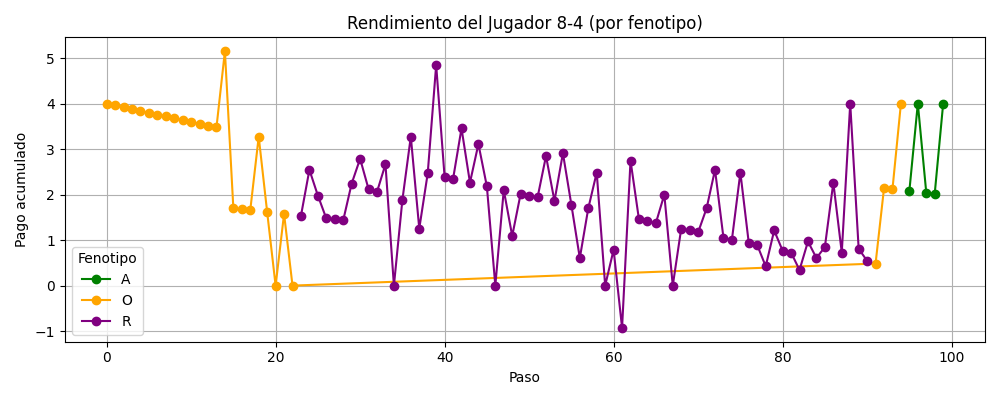 Rendimiento del Jugador 8-4 (por fenotipo)
Pago acumulado
5
4
3
2
1
0
−1
Fenotipo
A
O
R
0 20 40 60 80 100
Paso